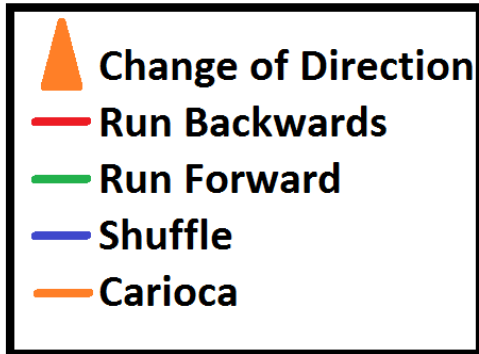 Change of Direction
Run Backwards
Run Forward
Shuffle
Carioca